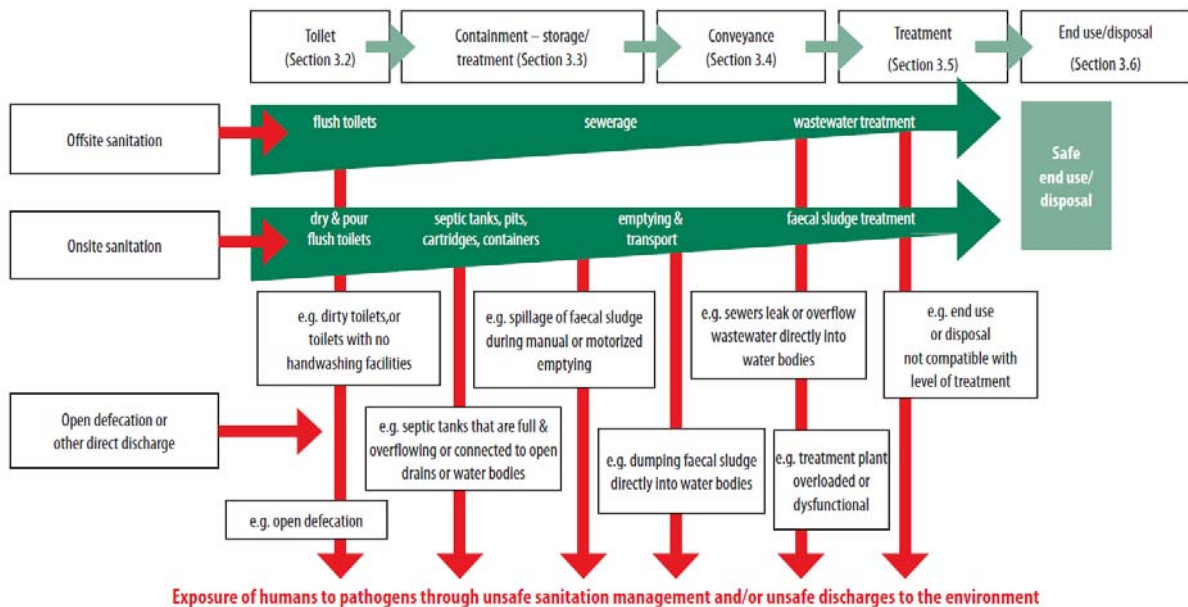 Toilet
(Section 3.2)
Containment – storage/
treatment (Section 3.3)
Conveyance
(Section 3.4)
Treatment
(Section 3.5)
End use/disposal
(Section 3.6)
Offsite sanitation
flush toilets
sewerage
wastewater treatment
Safe
end use/
disposal
Onsite sanitation
dry & pour
flush toilets
septic tanks, pits,
cartridges, containers
emptying &
transport
faecal sludge treatment
e.g. dirty toilets,or
toilets with no
handwashing facilities
e.g. spillage of faecal sludge
during manual or motorized
emptying
e.g. sewers leak or overflow
wastewater directly into
water bodies
e.g. end use
or disposal
not compatible with
level of treatment
Open defecation or
other direct discharge
e.g. septic tanks that are full &
overflowing or connected to open
drains or water bodies
e.g. dumping faecal sludge
directly into water bodies
e.g. treatment plant
overloaded or
dysfunctional
e.g. open defecation
Exposure of humans to pathogens through unsafe sanitation management and/or unsafe discharges to the environment